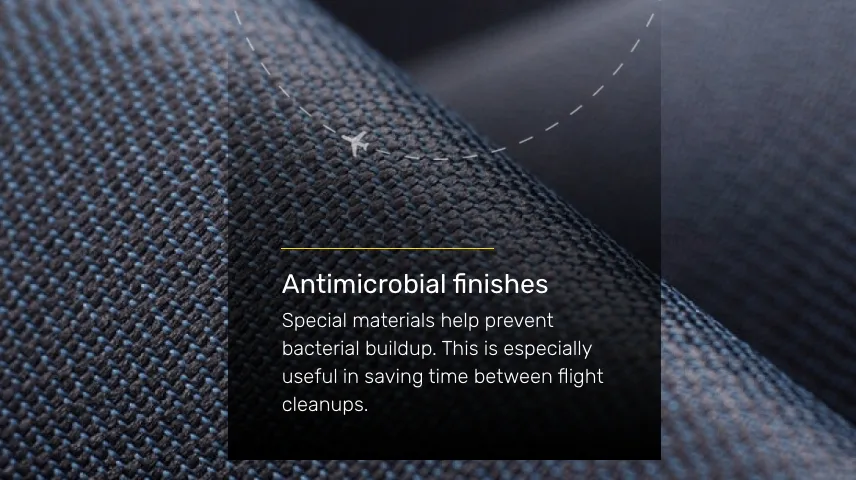 Antimicrobial finishes
Special materials help prevent
bacterial buildup. This is especially
useful in saving time between flight
cleanups.